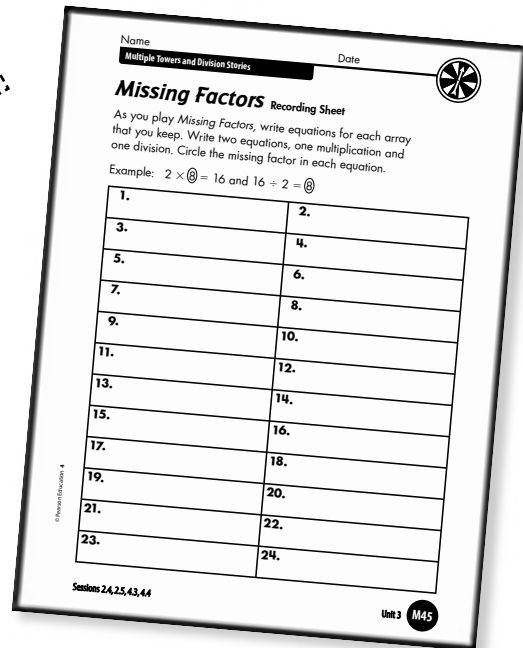 Name
Date
Multiple Towers and Division Stories
Missing Factors Recording Sheet
As you play Missing Factors, write equations for each array
that you keep. Write two equations, one multiplication and
one division. Circle the missing factor in each equation.
Example: 2 × 8 = 16 and 16 ÷ 2 = 8
1.
2.
3.
4.
5.
6.
7.
8.
9.
10.
11.
12.
13.
14.
15.
16.
17.
18.
19.
20.
21.
22.
23.
24.
© Pearson Education 4
Sessions 2.4, 2.5, 4.3, 4.4
Unit 3 M45